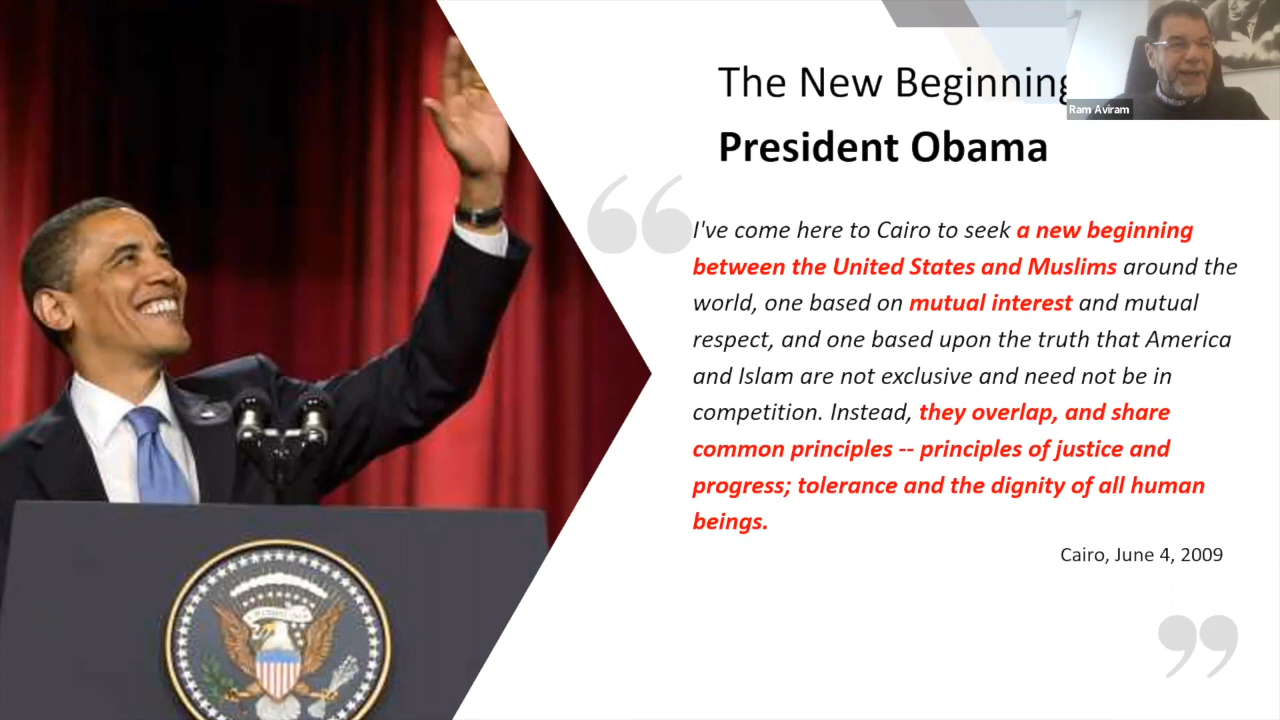 The New Beginning
Ram Aviram
President Obama
I've come here to Cairo to seek a new beginning
between the United States and Muslims around the
world, one based on mutual interest and mutual
respect, and one based upon the truth that America
and Islam are not exclusive and need not be in
competition. Instead, they overlap, and share
common principles -- principles of justice and
progress; tolerance and the dignity of all human
beings.
Cairo, June 4, 2009